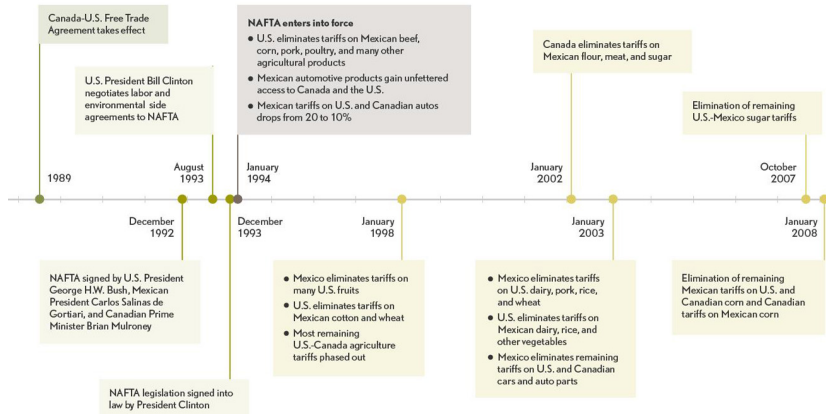 Canada-U.S. Free Trade
Agreement takes effect
U.S. President Bill Clinton
negotiates labor and
environmental side
agreements to NAFTA
NAFTA enters into force
● U.S. eliminates tariffs on Mexican beef,
corn, pork, poultry, and many other
agricultural products
● Mexican automotive products gain unfettered
access to Canada and the U.S.
● Mexican tariffs on U.S. and Canadian autos
drops from 20 to 10%
Canada eliminates tariffs on
Mexican flour, meat, and sugar
Elimination of remaining
U.S.-Mexico sugar tariffs
1989
August
1993
January
1994
January
2002
October
2007
December
1992
December
1993
January
1998
January
2003
January
2008
NAFTA signed by U.S. President
George H.W. Bush, Mexican
President Carlos Salinas de
Gortiari, and Canadian Prime
Minister Brian Mulroney
NAFTA legislation signed into
law by President Clinton
● Mexico eliminates tariffs on
many U.S. fruits
● U.S. eliminates tariffs on
Mexican cotton and wheat
● Most remaining
U.S.-Canada agriculture
tariffs phased out
● Mexico eliminates tariffs
on U.S. dairy, pork, rice,
and wheat
● U.S. eliminates tariffs on
Mexican dairy, rice, and
other vegetables
● Mexico eliminates remaining
tariffs on U.S. and Canadian
cars and auto parts
Elimination of remaining
Mexican tariffs on U.S. and
Canadian corn and Canadian
tariffs on Mexican corn